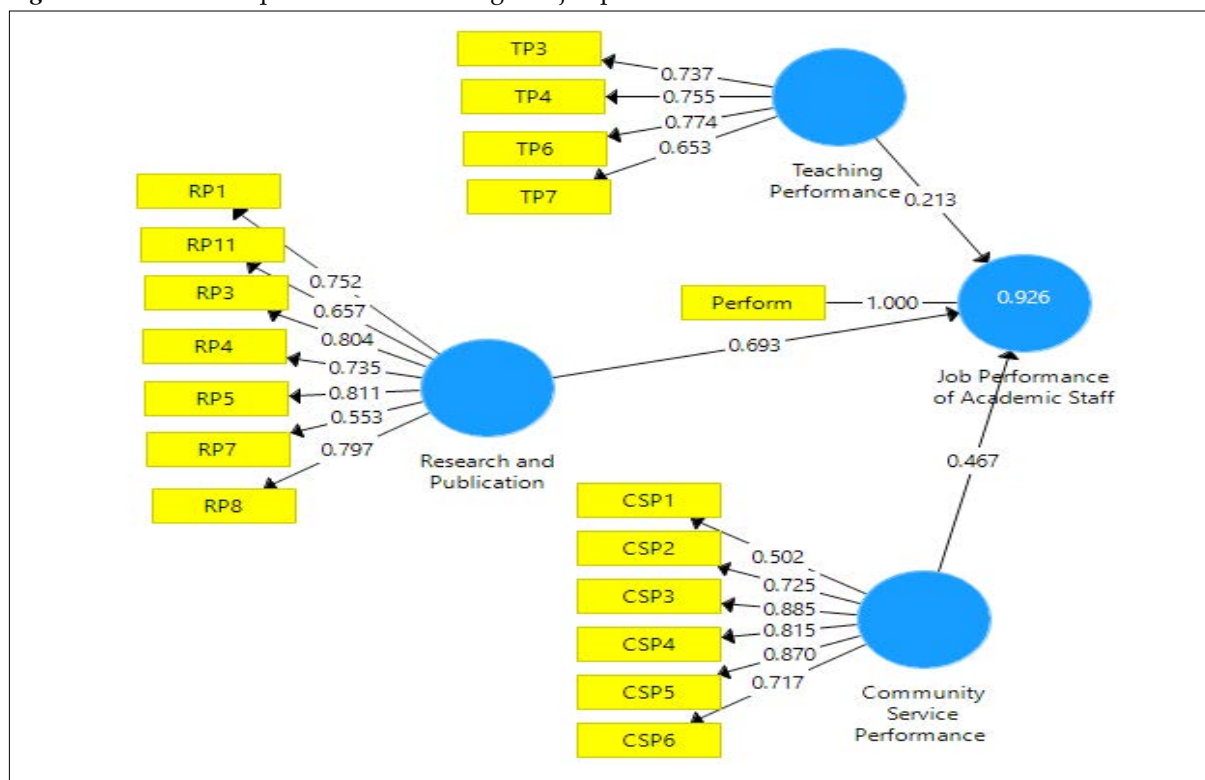 TP3
0.737
TP4
0.755
TP6
0.774
TP7
0.653
Teaching
Performance
0.213
RP1
0.752
RP11
0.657
RP3
0.804
RP4
0.735
RP5
0.811
RP7
0.553
RP8
0.797
Research and
Publication
0.693
Perform
1.000
0.926
Job Performance
of Academic Staff
0.467
CSP1
0.502
CSP2
0.725
CSP3
0.885
CSP4
0.815
CSP5
0.870
CSP6
0.717
Community
Service
Performance